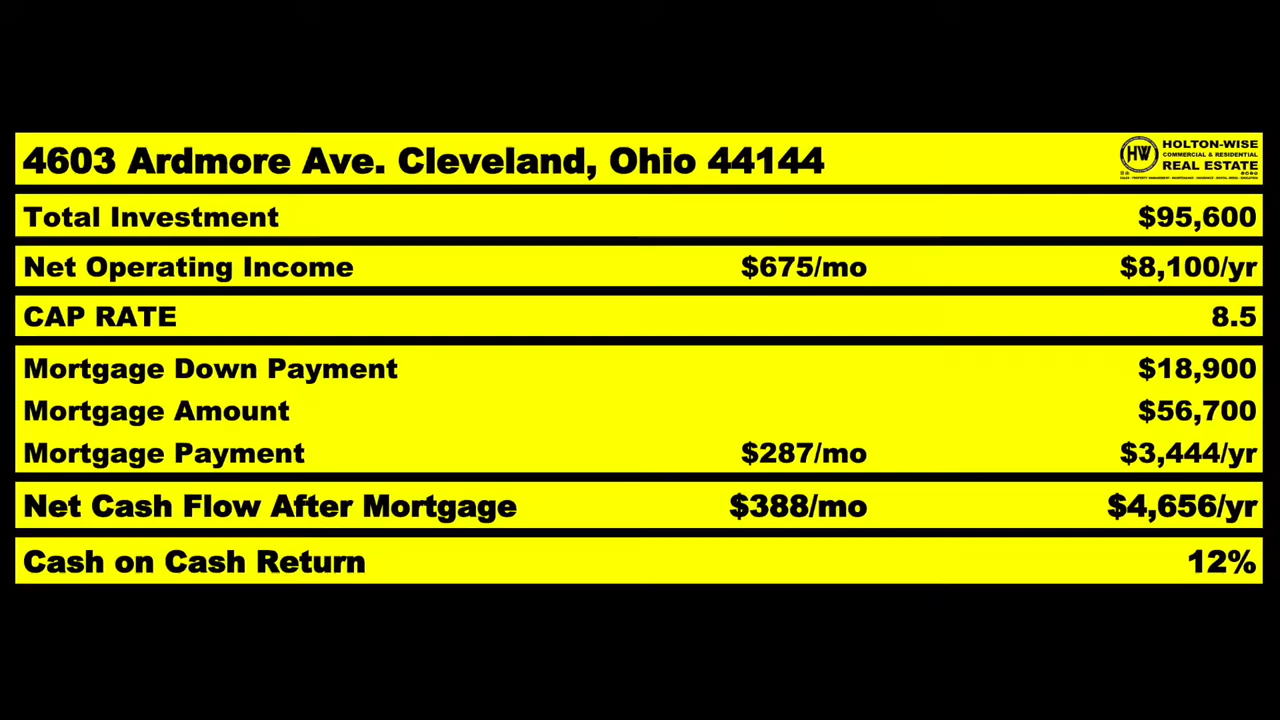 4603 Ardmore Ave. Cleveland, Ohio 44144
HW
HOLTON-WISE
COMMERCIAL & RESIDENTIAL
REAL ESTATE
Total Investment $95,600
Net Operating Income $675/mo $8,100/yr
CAP RATE 8.5
Mortgage Down Payment $18,900
Mortgage Amount $56,700
Mortgage Payment $287/mo $3,444/yr
Net Cash Flow After Mortgage $388/mo $4,656/yr
Cash on Cash Return 12%